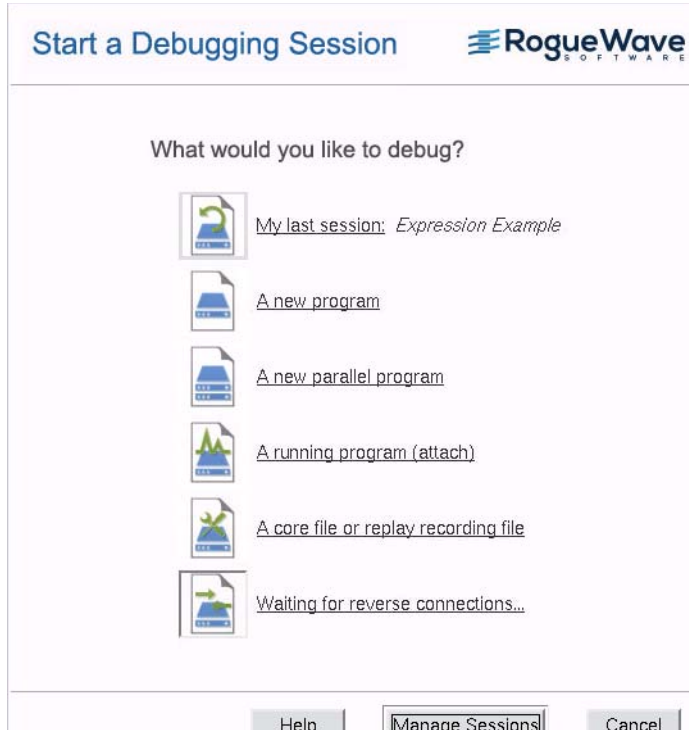 Start a Debugging Session
RogueWave
SOFTWARE
What would you like to debug?
My last session: Expression Example
A new program
A new parallel program
A running program (attach)
A core file or replay recording file
Waiting for reverse connections...
Help
Manage Sessions
Cancel